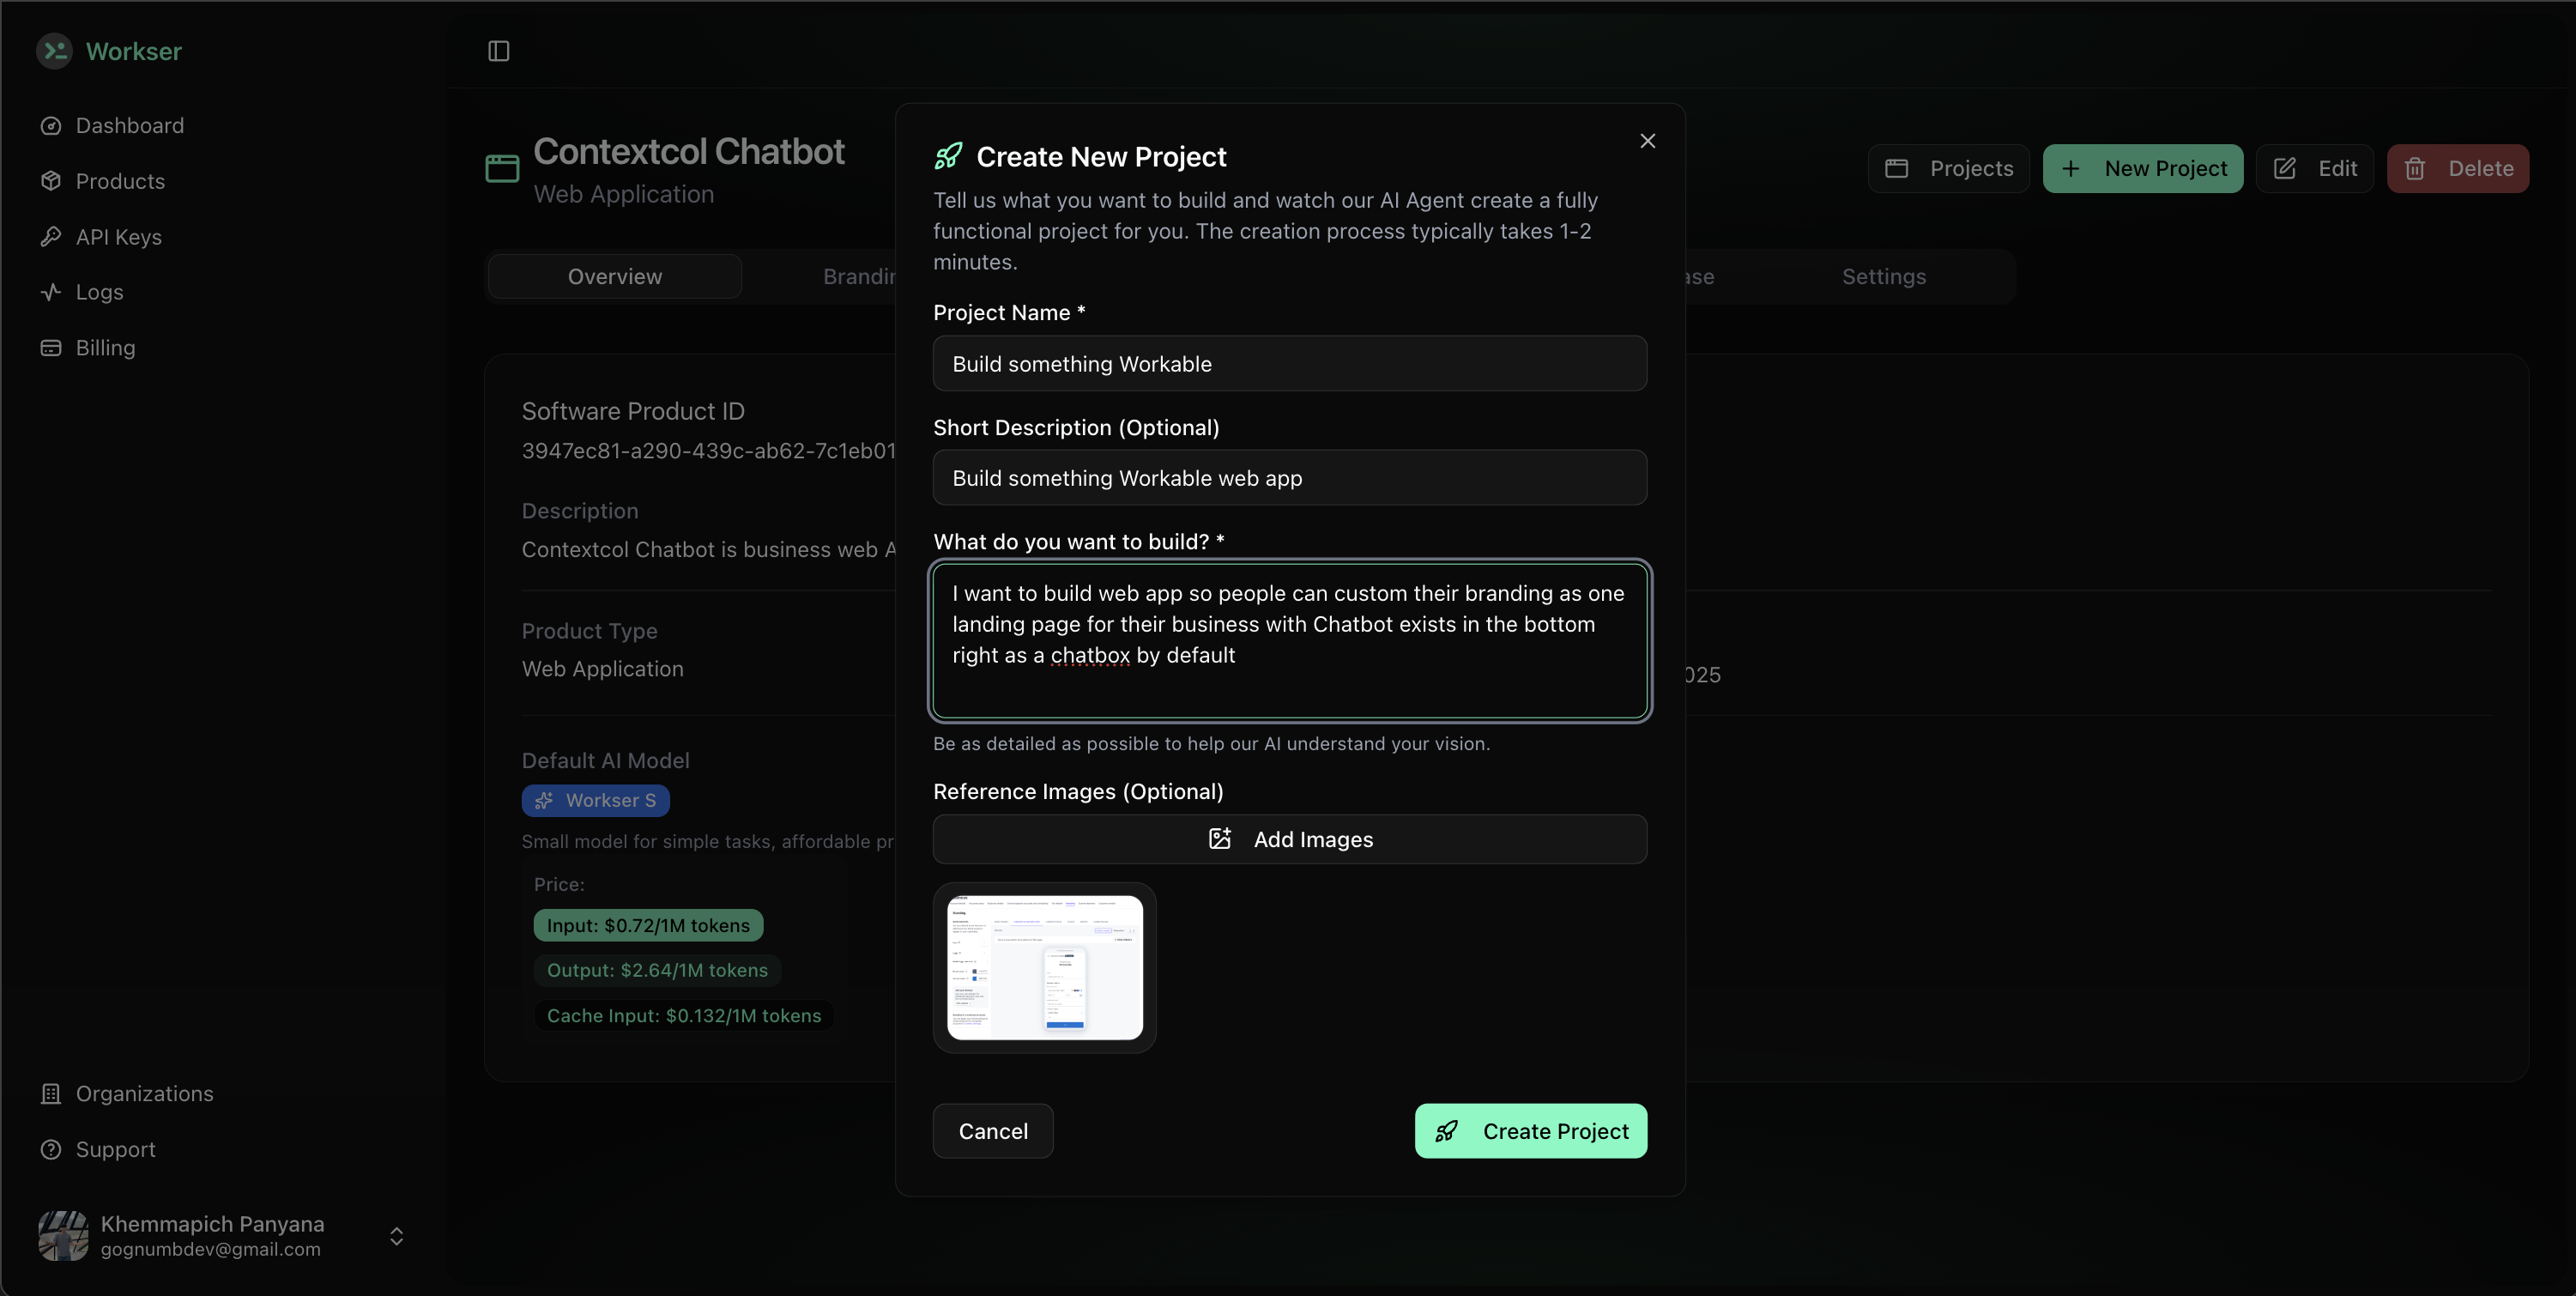 Workser
Dashboard
Products
API Keys
Logs
Billing
Organizations
Support
Khemmapich Panyana
gognumbdev@gmail.com
Contextcol Chatbot
Web Application
Projects
New Project
Edit
Delete
Overview
Settings
Software Product ID
3947ec81-a290-439c-ab62-7c1eb01
Description
Contextcol Chatbot is business web A
Product Type
Web Application
025
Default AI Model
Workser S
Small model for simple tasks, affordable pr
Price:
Input: $0.72/1M tokens
Output: $2.64/1M tokens
Cache Input: $0.132/1M tokens
Create New Project
Tell us what you want to build and watch our AI Agent create a fully
functional project for you. The creation process typically takes 1-2
minutes.
Project Name *
Build something Workable
Short Description (Optional)
Build something Workable web app
What do you want to build? *
I want to build web app so people can custom their branding as one
landing page for their business with Chatbot exists in the bottom
right as a chatbox by default
Be as detailed as possible to help our AI understand your vision.
Reference Images (Optional)
Add Images
Cancel
Create Project